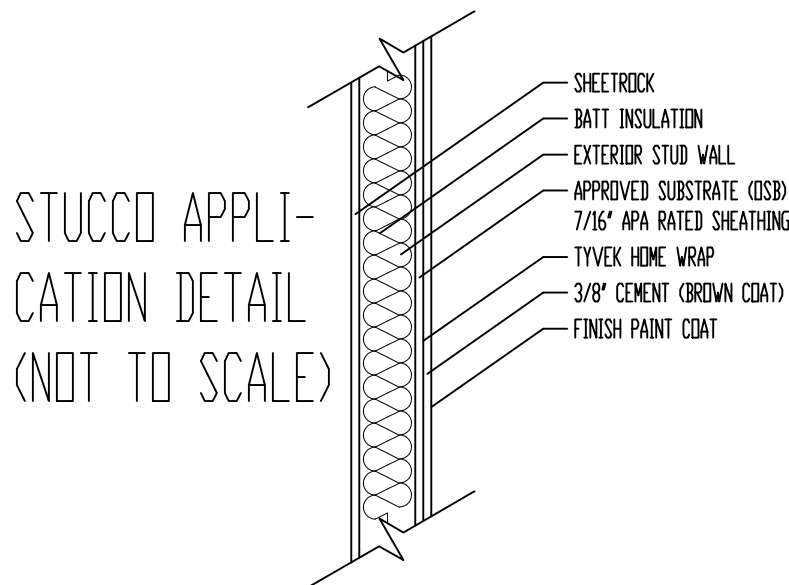 STUCCO APPLI-
CATION DETAIL
(NOT TO SCALE)
SHEETROCK
BATT INSULATION
EXTERIOR STUD WALL
APPROVED SUBSTRATE (OSB)
7/16" APA RATED SHEATHING
TYVEK HOME WRAP
3/8" CEMENT (BROWN COAT)
FINISH PAINT COAT